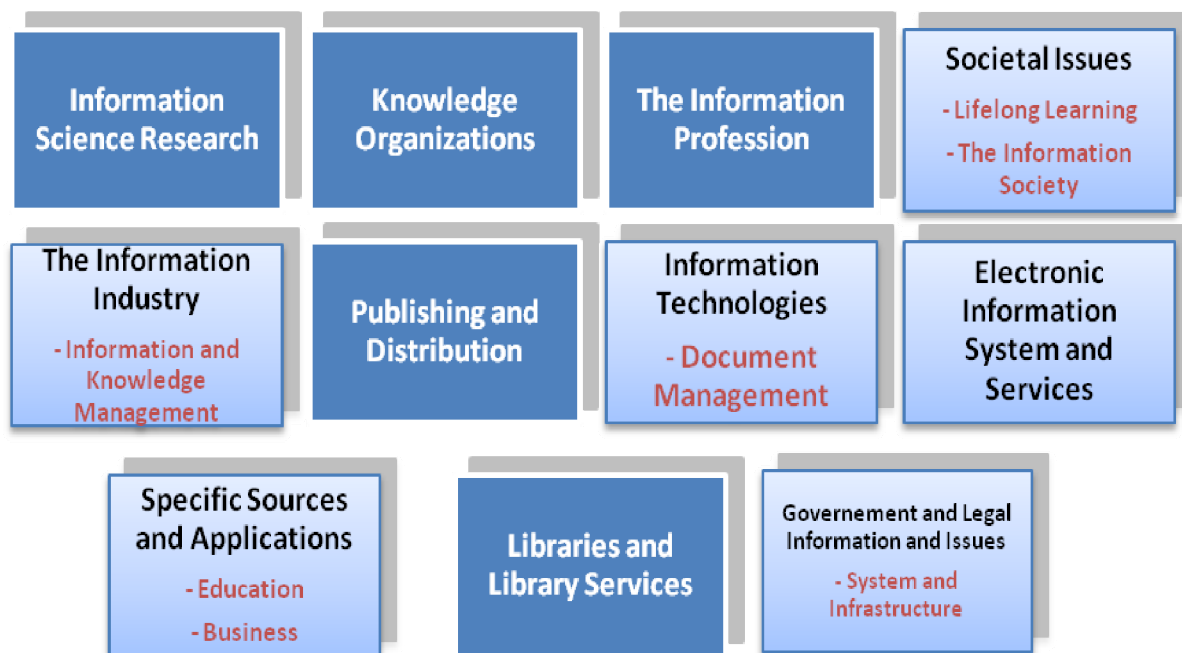 Information
Science Research
Knowledge
Organizations
The Information
Profession
Societal Issues
- Lifelong Learning
- The Information
Society
The Information
Industry
- Information and
Knowledge
Management
Publishing and
Distribution
Information
Technologies
- Document
Management
Electronic
Information
System and
Services
Specific Sources
and Applications
- Education
- Business
Libraries and
Library Services
Governement and Legal
Information and Issues
- System and
Infrastructure